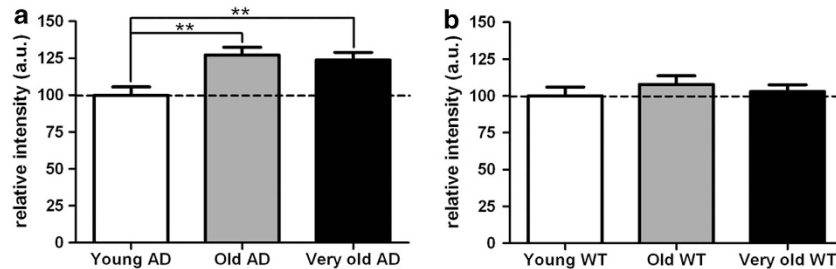 a
**
**
relative intensity (a.u.)
150
125
100
75
50
25
0
Young AD
Old AD
Very old AD
b
relative intensity (a.u.)
150
125
100
75
50
25
0
Young WT
Old WT
Very old WT